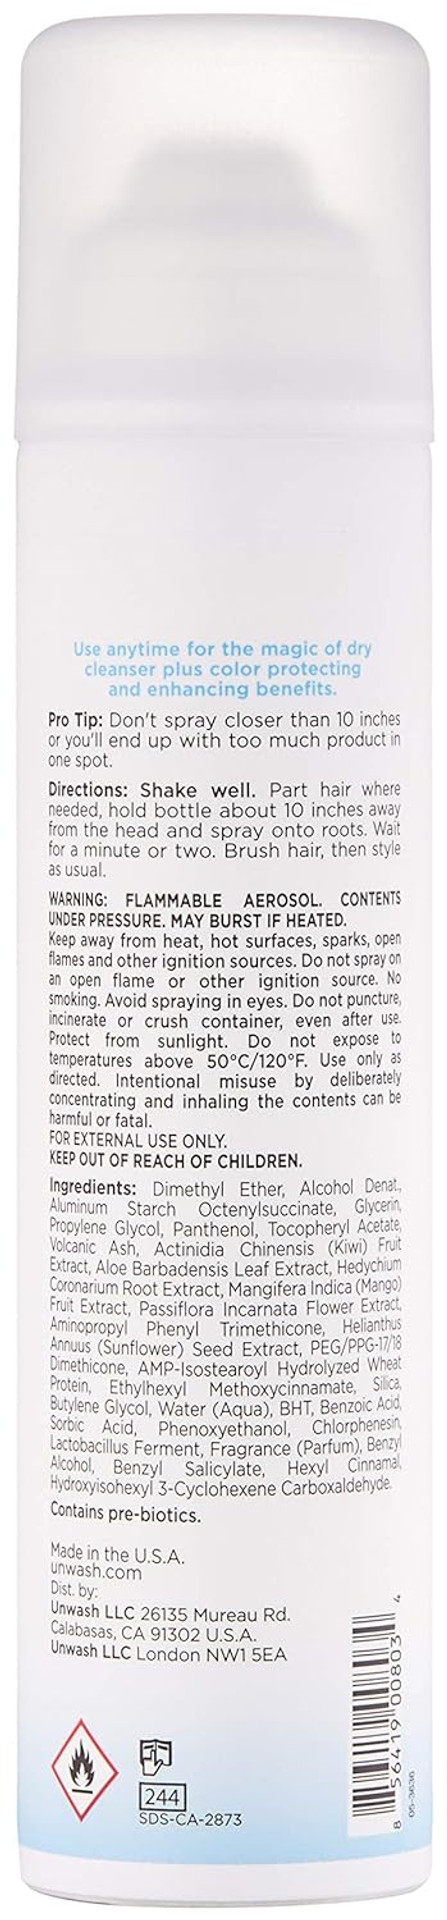 Use anytime for the magic of dry
cleanser plus color protecting
and enhancing benefits.
Pro Tip: Don't spray closer than 10 inches
or you'll end up with too much product in
one spot.
Directions: Shake well. Part hair where
needed, hold bottle about 10 inches away
from the head and spray onto roots. Wait
for a minute or two. Brush hair, then style
as usual.
WARNING: FLAMMABLE AEROSOL. CONTENTS
UNDER PRESSURE. MAY BURST IF HEATED.
Keep away from heat, hot surfaces, sparks, open
flames and other ignition sources. Do not spray on
an open flame or other ignition source. No
smoking. Avoid spraying in eyes. Do not puncture,
incinerate or crush container, even after use.
Protect from sunlight. Do not expose to
temperatures above 50°C/120°F. Use only as
directed. Intentional misuse by deliberately
concentrating and inhaling the contents can be
harmful or fatal.
FOR EXTERNAL USE ONLY.
KEEP OUT OF REACH OF CHILDREN.
Ingredients: Dimethyl Ether, Alcohol Denat.,
Aluminum Starch Octenylsuccinate, Glycerin,
Propylene Glycol, Panthenol, Tocopheryl Acetate,
Volcanic Ash, Actinidia Chinensis (Kiwi) Fruit
Extract, Aloe Barbadensis Leaf Extract, Hedychium
Coronarium Root Extract, Mangifera Indica (Mango)
Fruit Extract, Passiflora Incarnata Flower Extract,
Aminopropyl Phenyl Trimethicone, Helianthus
Annuus (Sunflower) Seed Extract, PEG/PPG-17/18
Dimethicone, AMP-Isostearoyl Hydrolyzed Wheat
Protein, Ethylhexyl Methoxycinnamate, Silica,
Butylene Glycol, Water (Aqua), BHT, Benzoic Acid,
Sorbic Acid, Phenoxyethanol, Chlorphenesin,
Lactobacillus Ferment, Fragrance (Parfum), Benzyl
Alcohol, Benzyl Salicylate, Hexyl Cinnamal,
Hydroxyisohexyl 3-Cyclohexene Carboxaldehyde.
Contains pre-biotics.
Made in the U.S.A.
unwash.com
Dist. by:
Unwash LLC 26135 Mureau Rd.
Calabasas, CA 91302 U.S.A.
Unwash LLC London NW1 5EA
244
SDS-CA-2873
8 56419 00803 4
05-3636